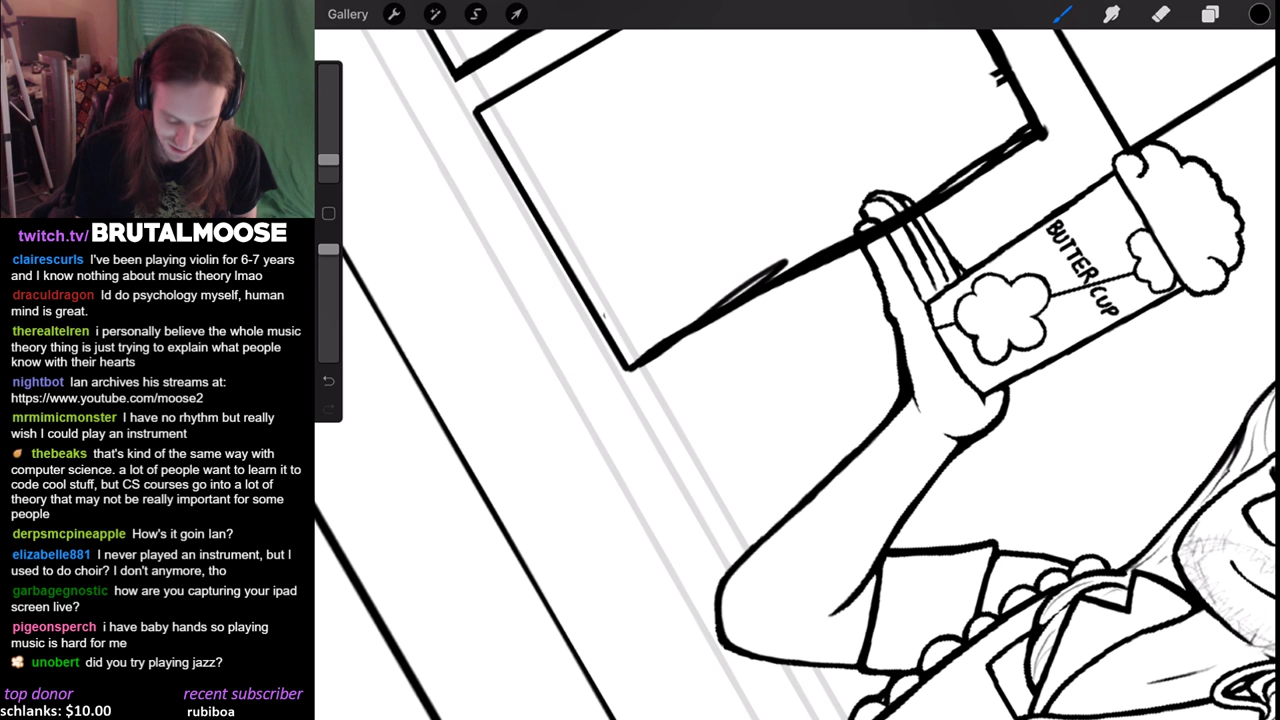 Gallery
BUTTER CUP
twitch.tv/BRUTALMOOSE
clairescurls I've been playing violin for 6-7 years
and I know nothing about music theory lmao
draculdragon Id do psychology myself, human
mind is great.
therealtelren i personally believe the whole music
theory thing is just trying to explain what people
know with their hearts
nightbot Ian archives his streams at:
https://www.youtube.com/moose2
mrmimicmonster I have no rhythm but really
wish I could play an instrument
thebeaks that's kind of the same way with
computer science. a lot of people want to learn it to
code cool stuff, but CS courses go into a lot of
theory that may not be really important for some
people
derpsmcpineapple How's it goin Ian?
elizabelle881 I never played an instrument, but I
used to do choir? I don't anymore, tho
garbagegnostic how are you capturing your ipad
screen live?
pigeonsperch i have baby hands so playing
music is hard for me
unobert did you try playing jazz?
top donor recent subscriber
schlanks: $10.00 rubiboa